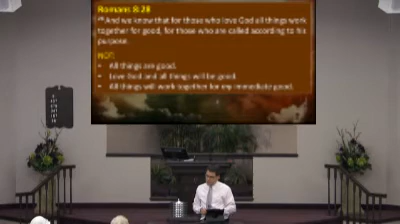 Romans 8:28
28 And we know that for those who love God all things work
together for good, for those who are called according to his
purpose.
NOT:
• All things are good.
• Love God and all things will be good.
• All things will work together for my immediate good.